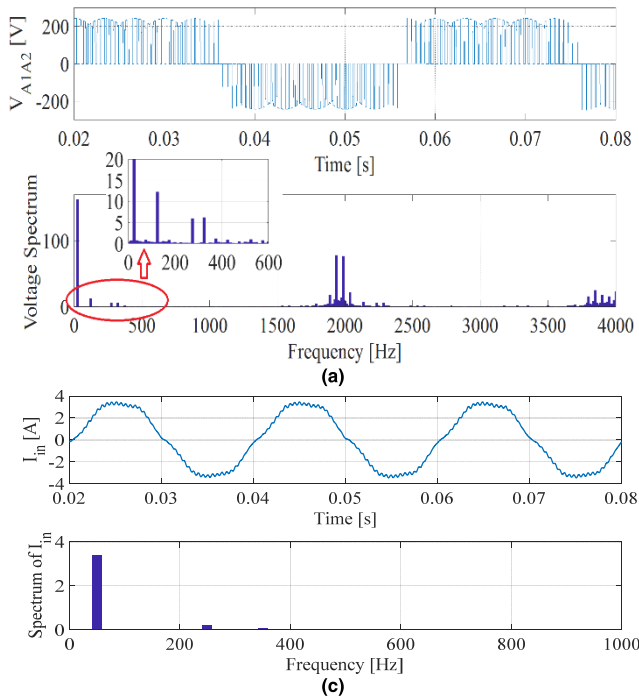 (a)
V_A1A2 [V]
200
0
-200
0.02 0.03 0.04 0.05 0.06 0.07 0.08
Time [s]
20
15
10
5
0
0 200 400 600
Voltage Spectrum
100
0
0 500 1000 1500 2000 2500 3000 3500 4000
Frequency [Hz]
(a)
I_in [A]
4
2
0
-2
-4
0.02 0.03 0.04 0.05 0.06 0.07 0.08
Time [s]
Spectrum of I_in
4
2
0
0 200 400 600 800 1000
Frequency [Hz]
(c)